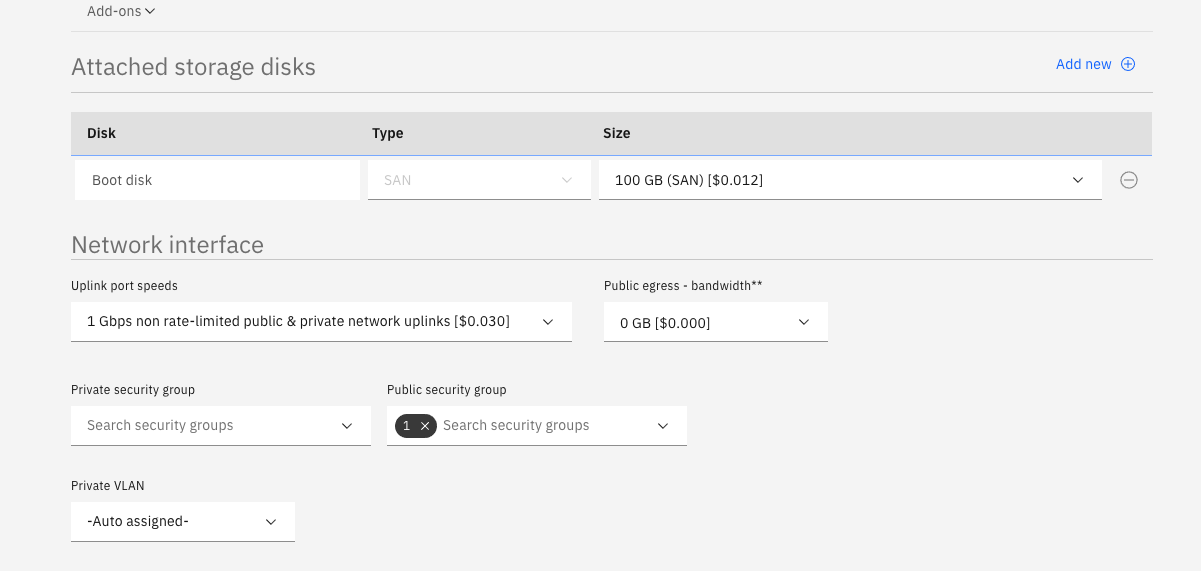 Add-ons
Attached storage disks
Add new
Disk Type Size
Boot disk SAN 100 GB (SAN) [$0.012]
Network interface
Uplink port speeds Public egress - bandwidth**
1 Gbps non rate-limited public & private network uplinks [$0.030] 0 GB [$0.000]
Private security group Public security group
Search security groups 1 Search security groups
Private VLAN
-Auto assigned-